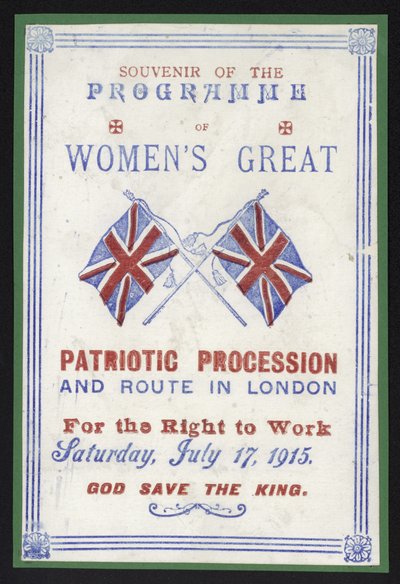 SOUVENIR OF THE
PROGRAMME
OF
WOMEN'S GREAT
PATRIOTIC PROCESSION
AND ROUTE IN LONDON
For the Right to Work
Saturday, July 17, 1915.
GOD SAVE THE KING.